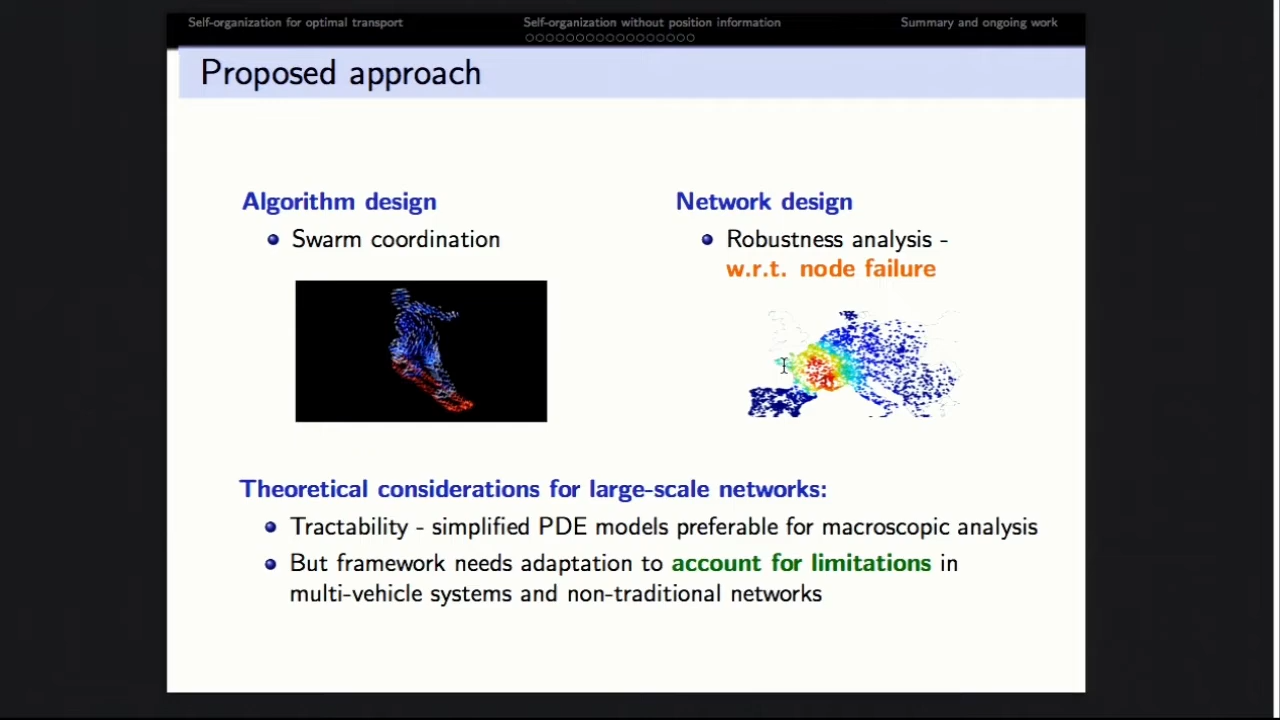 Self-organization for optimal transport
Self-organization without position information
Summary and ongoing work
Proposed approach
Algorithm design
Swarm coordination
Network design
Robustness analysis -
w.r.t. node failure
Theoretical considerations for large-scale networks:
Tractability - simplified PDE models preferable for macroscopic analysis
But framework needs adaptation to account for limitations in
multi-vehicle systems and non-traditional networks